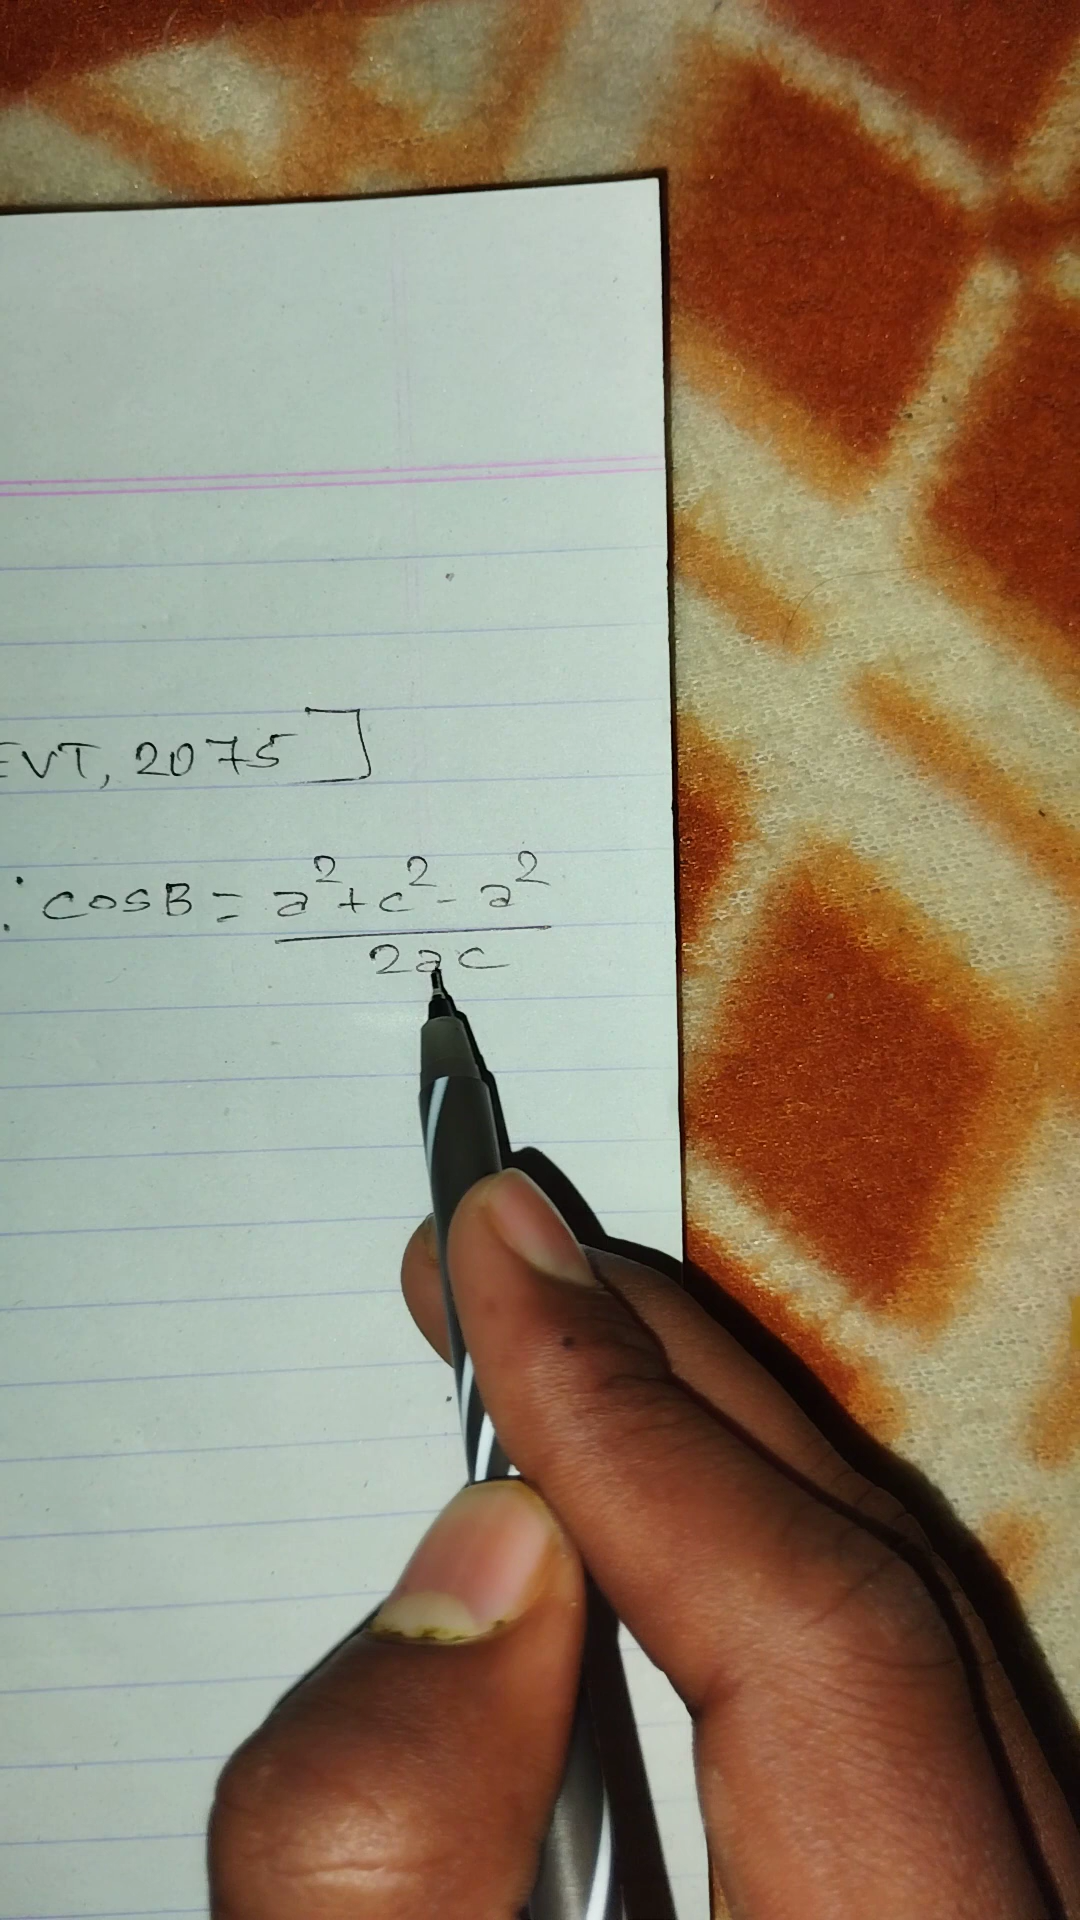 EVT, 2075]
∵ cosB = a²+c²-a²
2ac